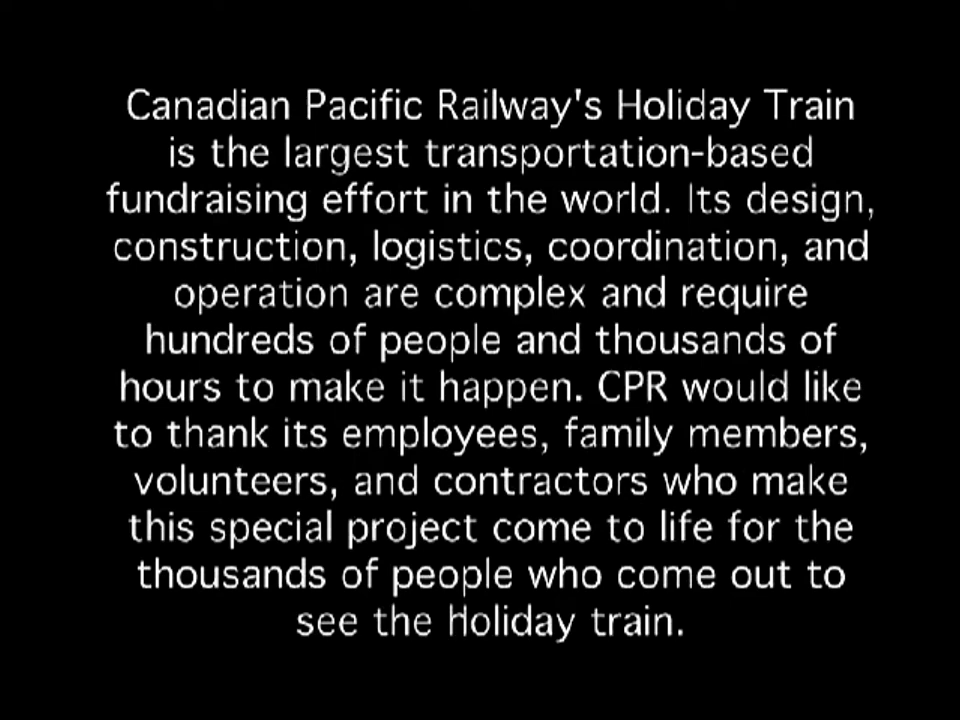 Canadian Pacific Railway's Holiday Train
is the largest transportation-based
fundraising effort in the world. Its design,
construction, logistics, coordination, and
operation are complex and require
hundreds of people and thousands of
hours to make it happen. CPR would like
to thank its employees, family members,
volunteers, and contractors who make
this special project come to life for the
thousands of people who come out to
see the Holiday train.